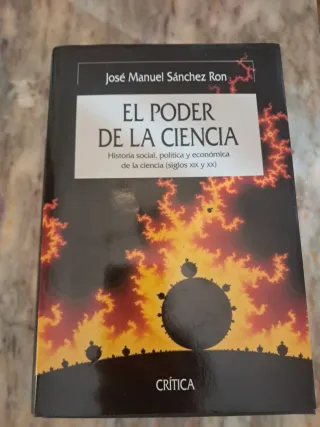 José Manuel Sánchez Ron
EL PODER
DE LA CIENCIA
Historia social, política y económica
de la ciencia (siglos XIX y XX)
CRÍTICA